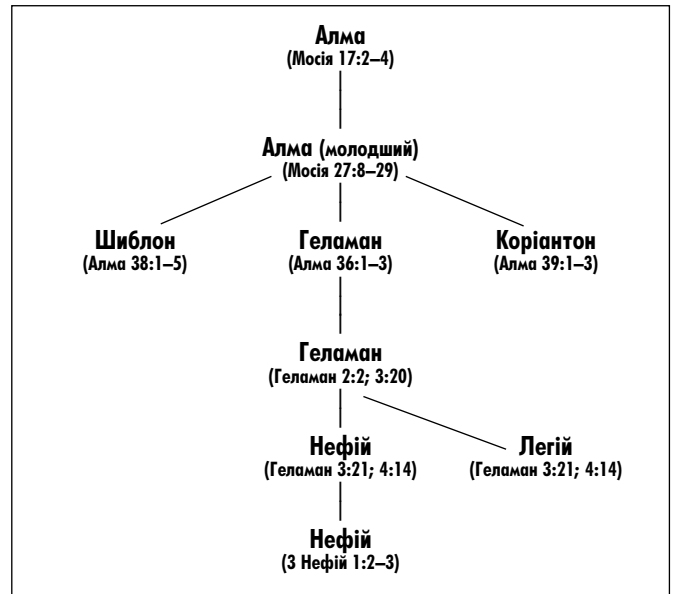 Алма
(Мосія 17:2–4)
Алма (молодший)
(Мосія 27:8–29)
Шиблон
(Алма 38:1–5)
Геламан
(Алма 36:1–3)
Коріантон
(Алма 39:1–3)
Геламан
(Геламан 2:2; 3:20)
Нефій
(Геламан 3:21; 4:14)
Легій
(Геламан 3:21; 4:14)
Нефій
(3 Нефій 1:2–3)